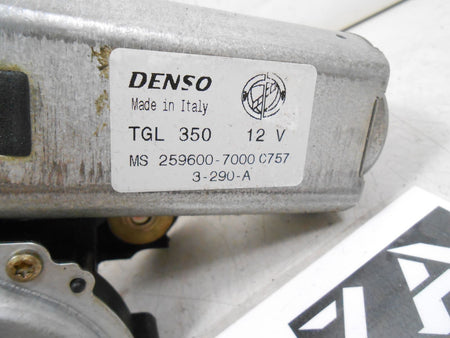 DENSO
Made in Italy
TGL 350 12 V
MS 259600-7000 C757
3-290-A